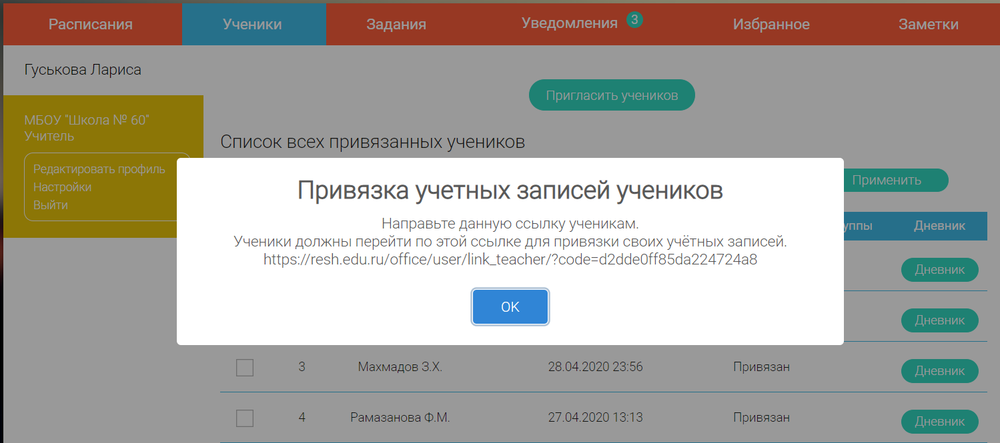 Расписания
Ученики
Задания
Уведомления 3
Избранное
Заметки
Гуськова Лариса
МБОУ "Школа № 60"
Учитель
Редактировать профиль
Настройки
Выйти
Пригласить учеников
Список всех привязанных учеников
Применить
Привязка учетных записей учеников
Направьте данную ссылку ученикам.
Ученики должны перейти по этой ссылке для привязки своих учётных записей.
https://resh.edu.ru/office/user/link_teacher/?code=d2dde0ff85da224724a8
OK
уппы Дневник
Дневник
Дневник
3 Махмадов З.Х. 28.04.2020 23:56 Привязан Дневник
4 Рамазанова Ф.М. 27.04.2020 13:13 Привязан Дневник